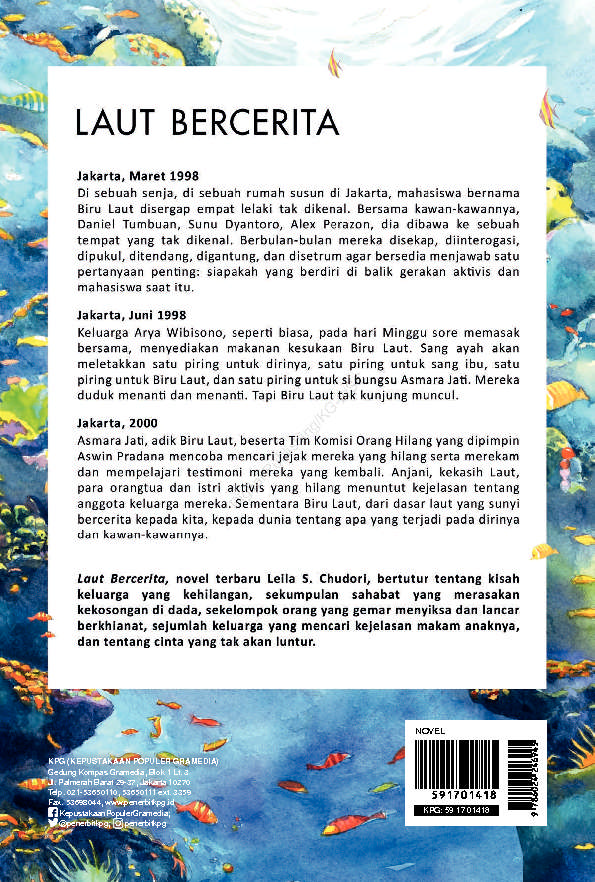 LAUT BERCERITA
Jakarta, Maret 1998
Di sebuah senja, di sebuah rumah susun di Jakarta, mahasiswa bernama
Biru Laut disergap empat lelaki tak dikenal. Bersama kawan-kawannya,
Daniel Tumbuan, Sunu Dyantoro, Alex Perazon, dia dibawa ke sebuah
tempat yang tak dikenal. Berbulan-bulan mereka disekap, diinterogasi,
dipukul, ditendang, digantung, dan disetrum agar bersedia menjawab satu
pertanyaan penting: siapakah yang berdiri di balik gerakan aktivis dan
mahasiswa saat itu.
Jakarta, Juni 1998
Keluarga Arya Wibisono, seperti biasa, pada hari Minggu sore memasak
bersama, menyediakan makanan kesukaan Biru Laut. Sang ayah akan
meletakkan satu piring untuk dirinya, satu piring untuk sang ibu, satu
piring untuk Biru Laut, dan satu piring untuk si bungsu Asmara Jati. Mereka
duduk menanti dan menanti. Tapi Biru Laut tak kunjung muncul.
Jakarta, 2000
Asmara Jati, adik Biru Laut, beserta Tim Komisi Orang Hilang yang dipimpin
Aswin Pradana mencoba mencari jejak mereka yang hilang serta merekam
dan mempelajari testimoni mereka yang kembali. Anjani, kekasih Laut,
para orangtua dan istri aktivis yang hilang menuntut kejelasan tentang
anggota keluarga mereka. Sementara Biru Laut, dari dasar laut yang sunyi
bercerita kepada kita, kepada dunia tentang apa yang terjadi pada dirinya
dan kawan-kawannya.
Laut Bercerita, novel terbaru Leila S. Chudori, bertutur tentang kisah
keluarga yang kehilangan, sekumpulan sahabat yang merasakan
kekosongan di dada, sekelompok orang yang gemar menyiksa dan lancar
berkhianat, sejumlah keluarga yang mencari kejelasan makam anaknya,
dan tentang cinta yang tak akan luntur.
KPG (KEPUSTAKAAN POPULER GRAMEDIA)
Gedung Kompas Gramedia, Blok 1 Lt. 3
Jl. Palmerah Barat 29-37, Jakarta 10270
Telp. 021-53650110, 53650111 ext. 3359
Fax. 53698044, www.penerbitkpg.id
KepustakaanPopulerGramedia;
@penerbitkpg; penerbitkpg
NOVEL
591701418
KPG: 59 17 01418